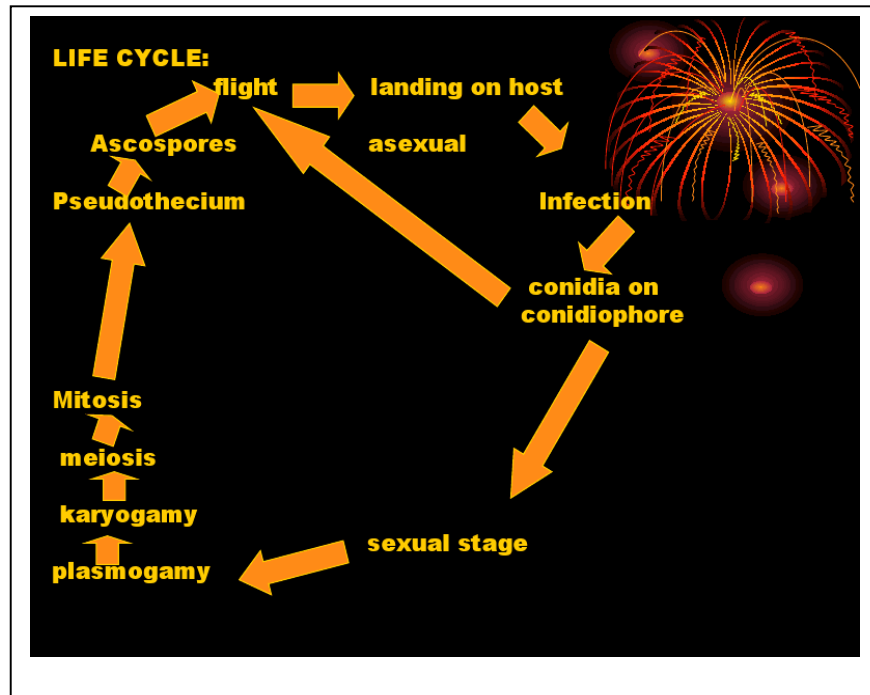 LIFE CYCLE:
flight
landing on host
Ascospores
asexual
Pseudothecium
Infection
conidia on
conidiophore
Mitosis
meiosis
karyogamy
sexual stage
plasmogamy